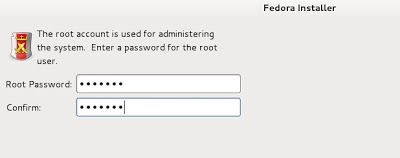 Fedora Installer
The root account is used for administering
the system. Enter a password for the root
user.
Root Password: •••••••
Confirm: •••••••